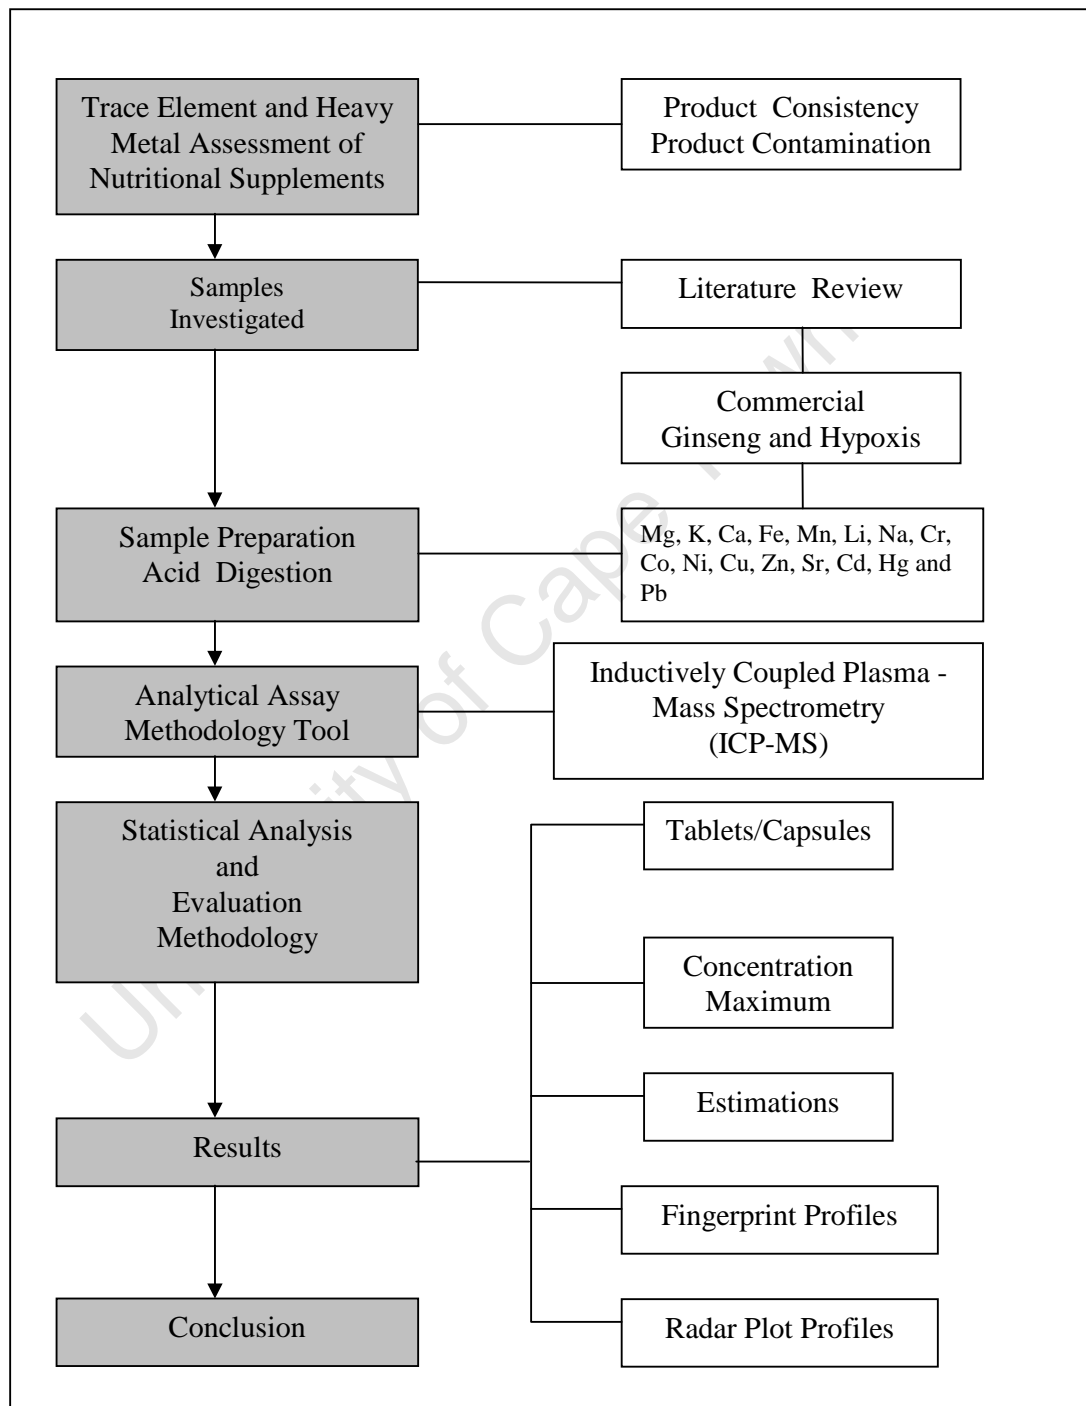 Trace Element and Heavy
Metal Assessment of
Nutritional Supplements
Product Consistency
Product Contamination
Samples
Investigated
Literature Review
Commercial
Ginseng and Hypoxis
Sample Preparation
Acid Digestion
Mg, K, Ca, Fe, Mn, Li, Na, Cr,
Co, Ni, Cu, Zn, Sr, Cd, Hg and
Pb
Analytical Assay
Methodology Tool
Inductively Coupled Plasma -
Mass Spectrometry
(ICP-MS)
Statistical Analysis
and
Evaluation
Methodology
Tablets/Capsules
Concentration
Maximum
Estimations
Results
Fingerprint Profiles
Conclusion
Radar Plot Profiles
of Cape